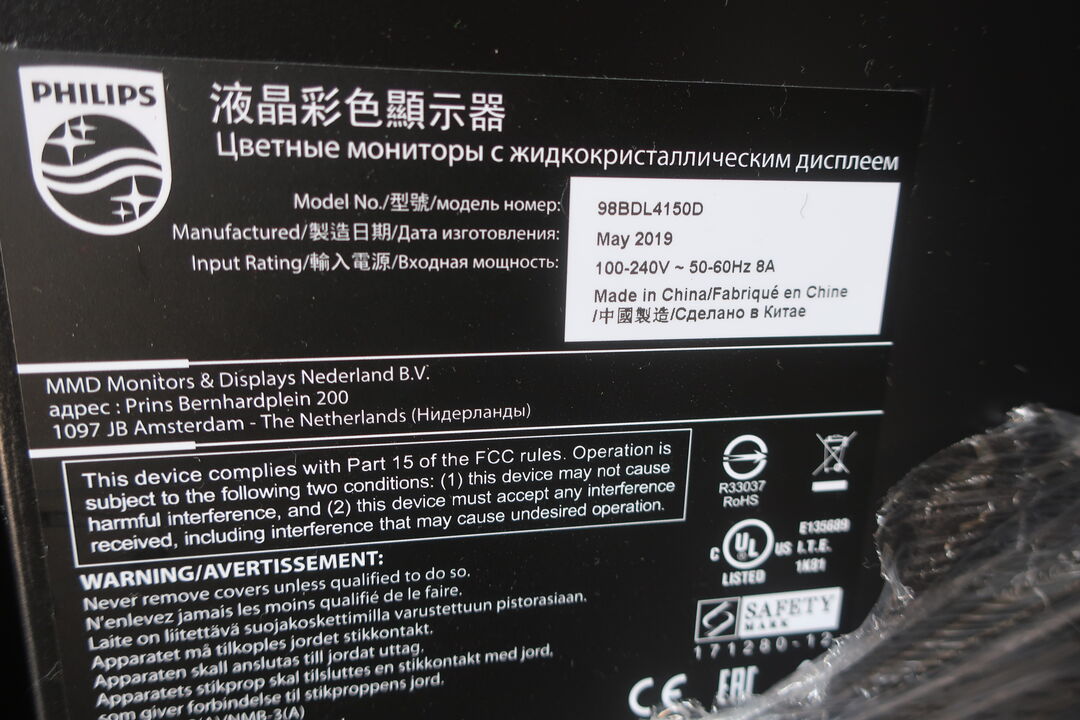 PHILIPS
液晶彩色顯示器
Цветные мониторы с жидкокристаллическим дисплеем
Model No./型號/модель номер:
98BDL4150D
Manufactured/製造日期/Дата изготовления:
May 2019
Input Rating/輸入電源/Входная мощность:
100-240V ~ 50-60Hz 8A
Made in China/Fabriqué en Chine
/中國製造/Сделано в Китае
MMD Monitors & Displays Nederland B.V.
адрес : Prins Bernhardplein 200
1097 JB Amsterdam - The Netherlands (Нидерланды)
This device complies with Part 15 of the FCC rules. Operation is
subject to the following two conditions: (1) this device may not cause
harmful interference, and (2) this device must accept any interference
received, including interference that may cause undesired operation.
R33037
RoHS
E135689
C UL US I.T.E.
LISTED 1K81
SAFETY
MARK
171280-12
CE EAC
WARNING/AVERTISSEMENT:
Never remove covers unless qualified to do so.
N'enlevez jamais les moins qualifié de le faire.
Laite on liitettävä suojakoskettimilla varustettuun pistorasiaan.
Apparatet må tilkoples jordet stikkontakt.
Apparaten skall anslutas till jordat uttag.
Apparatets stikprop skal tilsluttes en stikkontakt med jord,
som giver forbindelse til stikproppens jord.
/NMB-3(A)